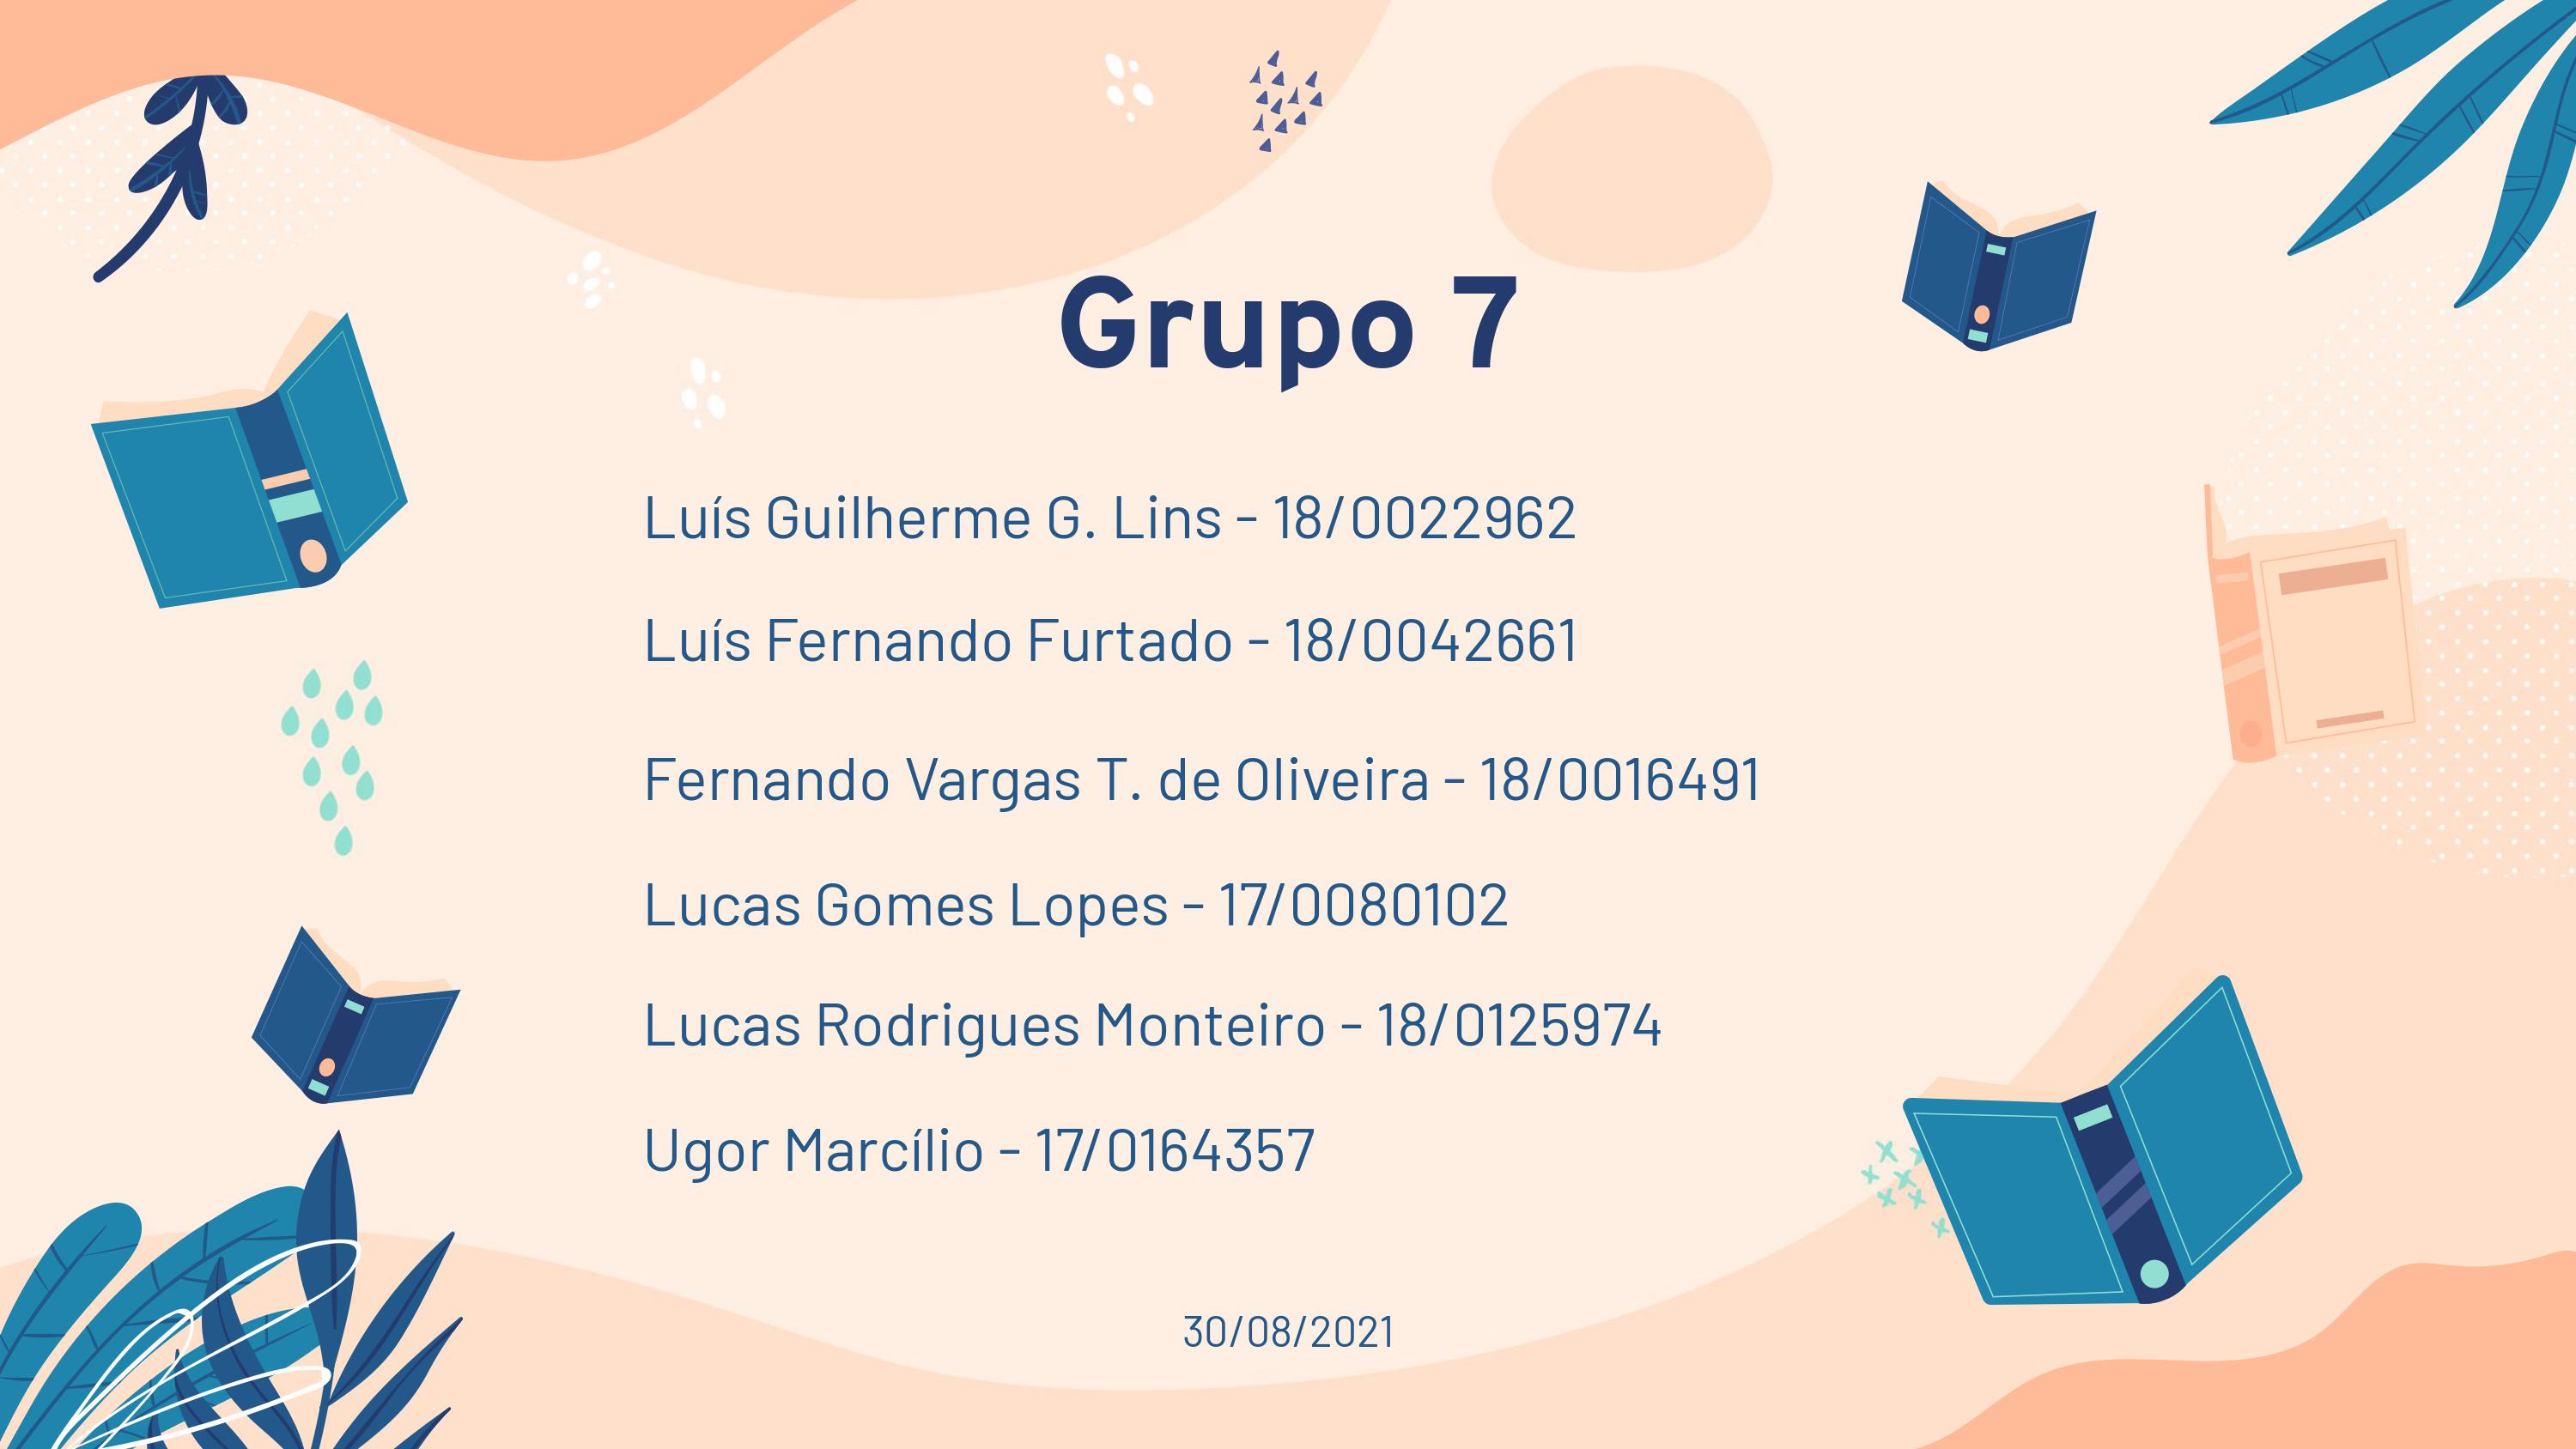 Grupo 7
Luís Guilherme G. Lins - 18/0022962
Luís Fernando Furtado - 18/0042661
Fernando Vargas T. de Oliveira - 18/0016491
Lucas Gomes Lopes - 17/0080102
Lucas Rodrigues Monteiro - 18/0125974
Ugor Marcílio - 17/0164357
30/08/2021